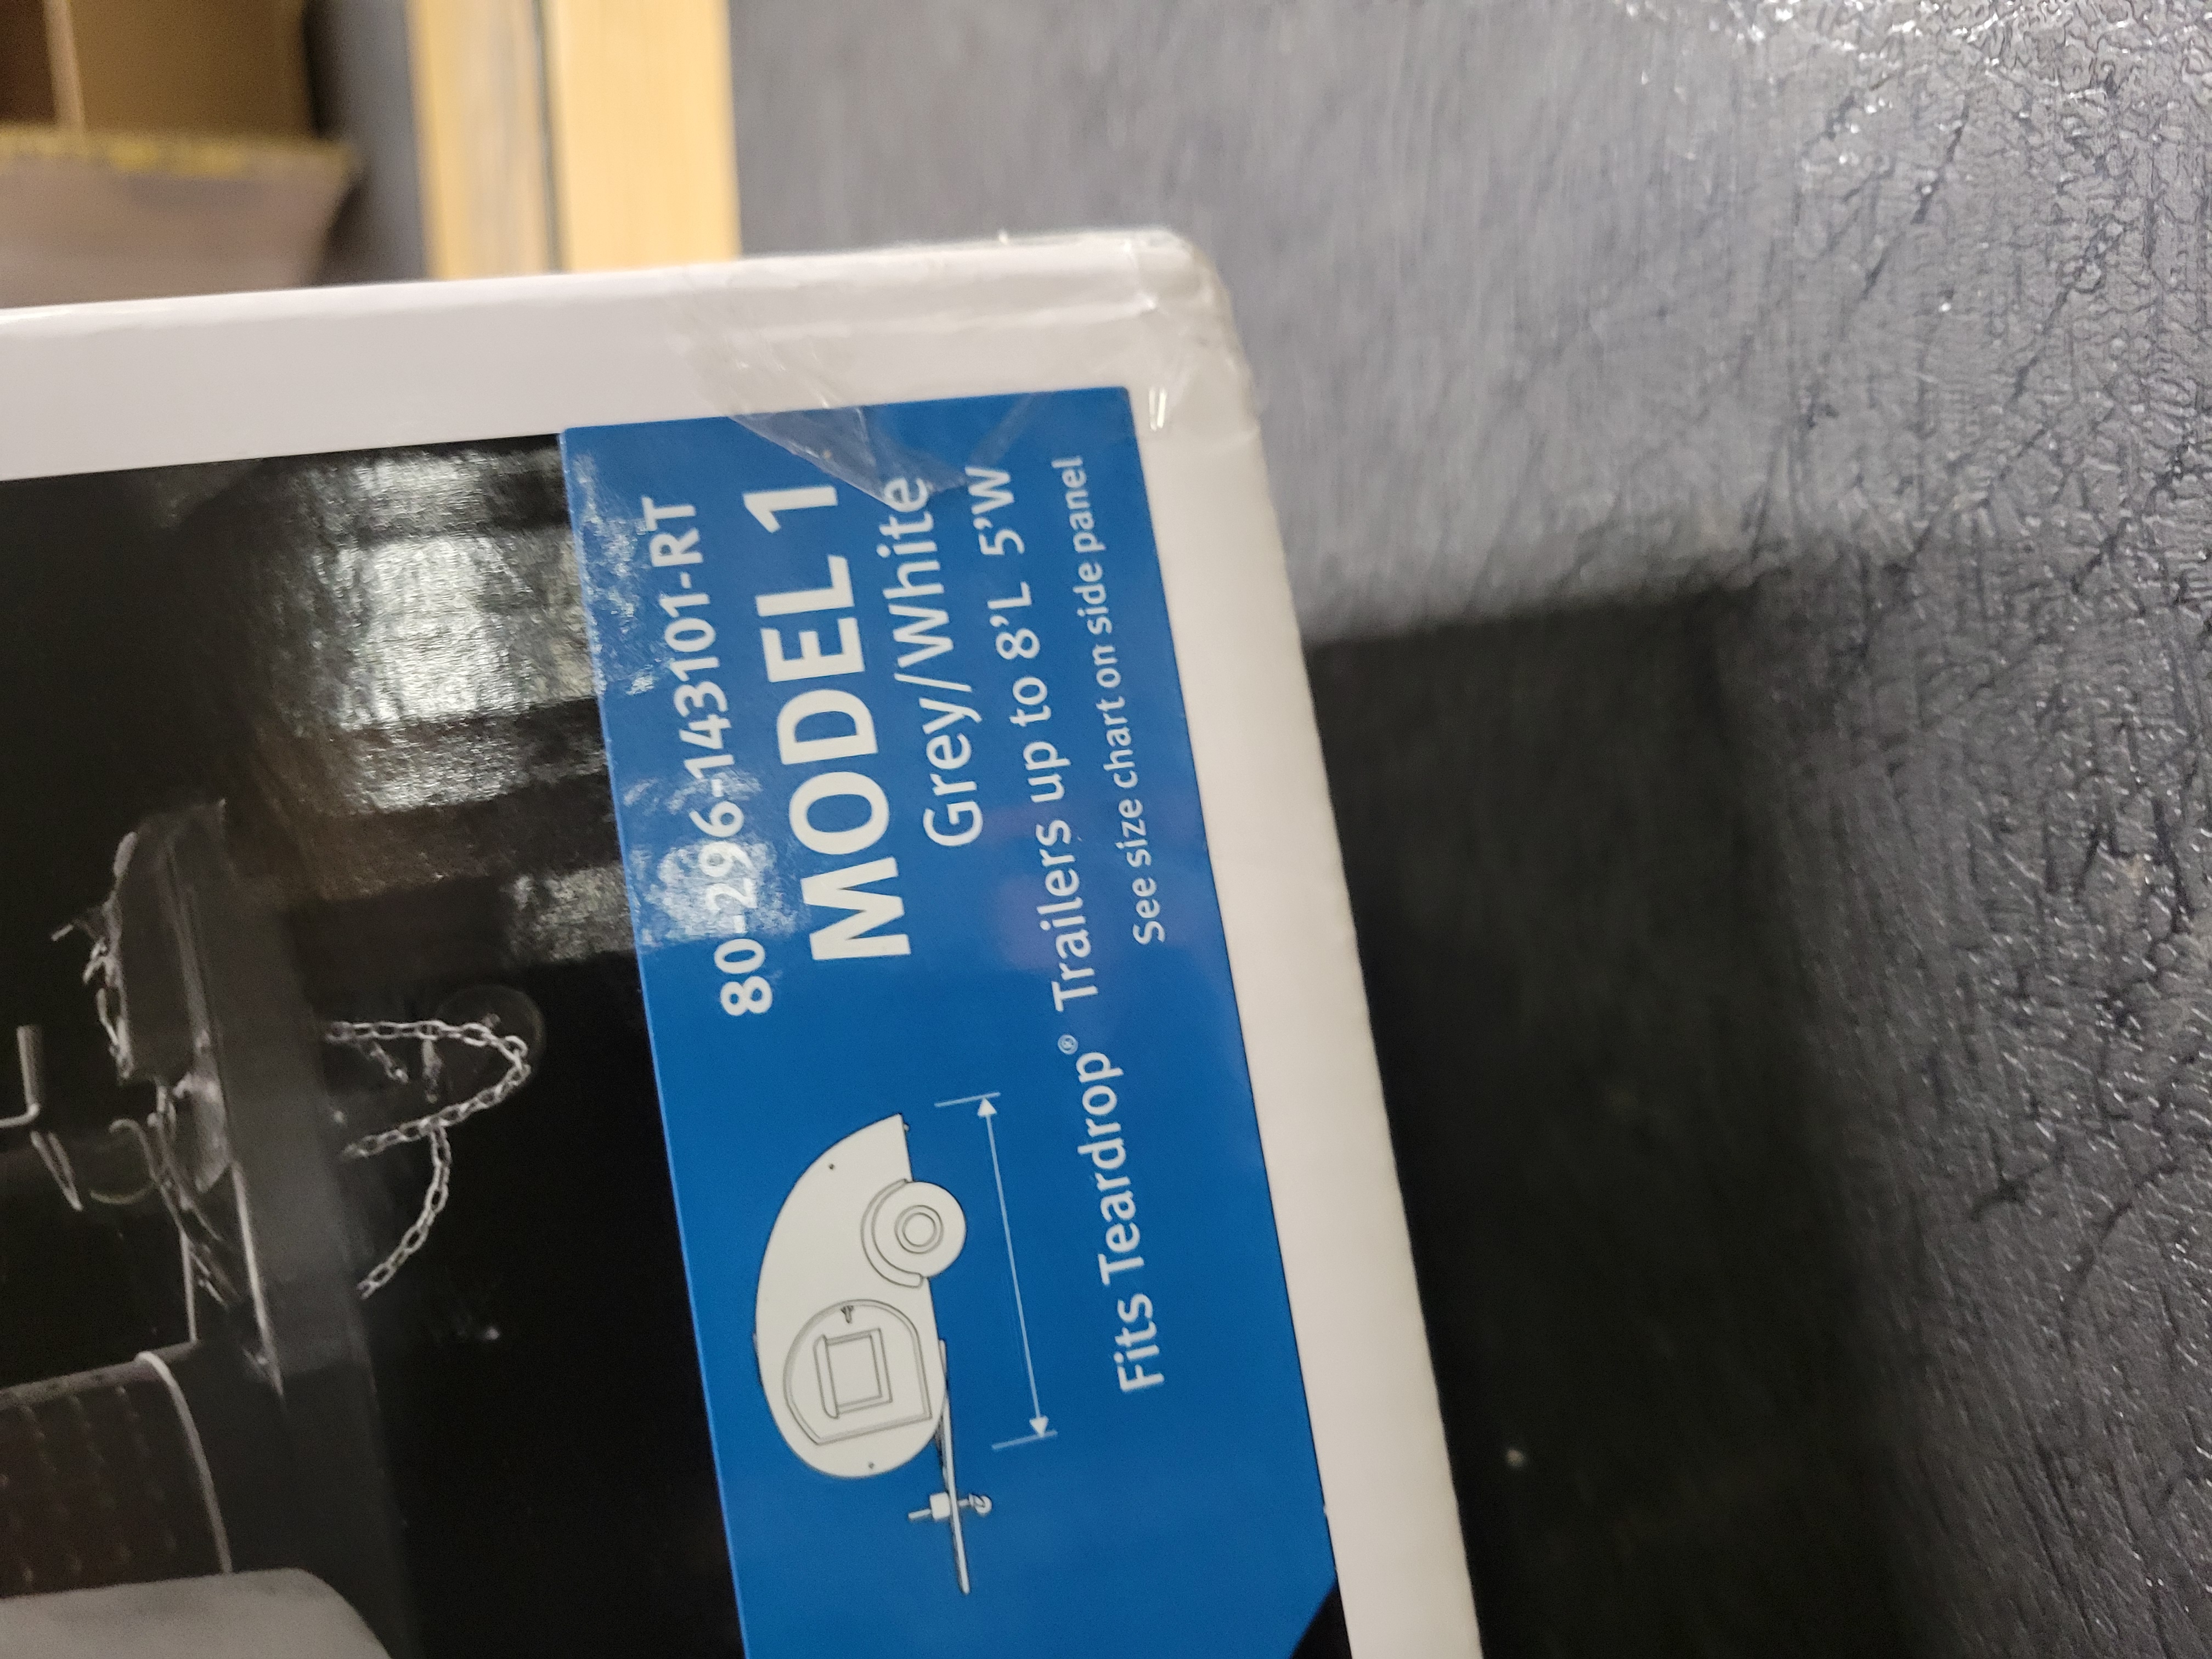 80-296-143101-RT
MODEL 1
Grey/White
Fits Teardrop® Trailers up to 8'L 5'W
See size chart on side panel